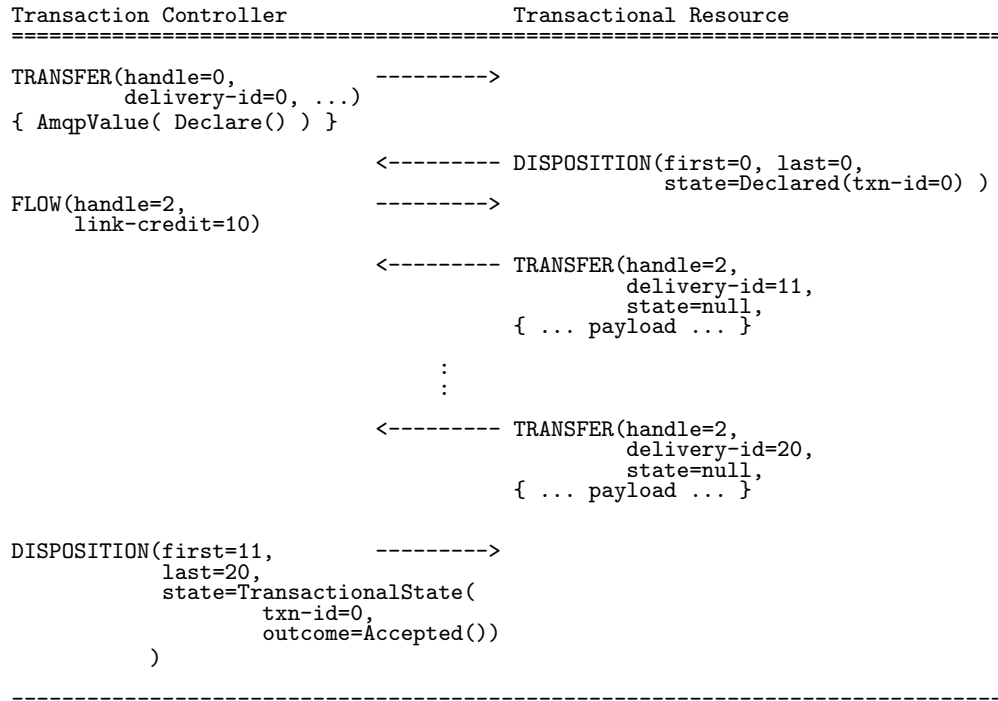 Transaction Controller                  Transactional Resource
===============================================================================
TRANSFER(handle=0,           --------->
         delivery-id=0, ...)
{ AmqpValue( Declare() ) }
                             <--------- DISPOSITION(first=0, last=0,
                                                    state=Declared(txn-id=0) )
FLOW(handle=2,               --------->
     link-credit=10)
                             <--------- TRANSFER(handle=2,
                                                 delivery-id=11,
                                                 state=null,
                                        { ... payload ... }
                                  :
                                  :
                             <--------- TRANSFER(handle=2,
                                                 delivery-id=20,
                                                 state=null,
                                        { ... payload ... }
DISPOSITION(first=11,        --------->
            last=20,
            state=TransactionalState(
                    txn-id=0,
                    outcome=Accepted())
           )
-------------------------------------------------------------------------------